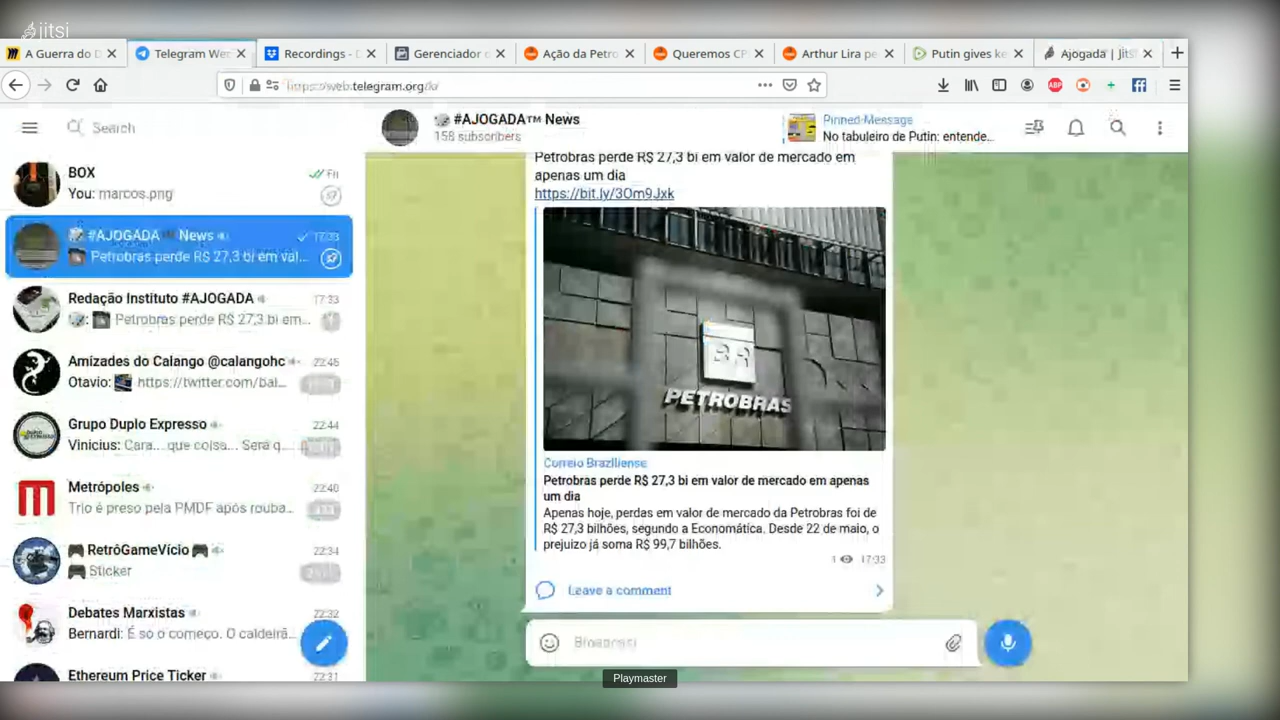 jitsi
A Guerra do D
Telegram We
Recordings - D
Gerenciador d
Ação da Petro
Queremos CP
Arthur Lira pe
Putin gives ke
Ajogada" | Jits
https://web.telegram.org/k/
ABP
Search
#AJOGADA™ News
158 subscribers
Pinned Message
No tabuleiro de Putin: entende...
BOX
Fri
You: marcos.png
#AJOGADA™ News
17:33
Petrobras perde R$ 27,3 bi em val...
Redação Instituto #AJOGADA
17:33
Petrobras perde R$ 27,3 bi em...
Amizades do Calango @calangohc
22:45
Otavio: https://twitter.com/bal...
Grupo Duplo Expresso
22:44
Vinicius: Cara... que coisa... Será q...
Metrópoles
22:40
Trio é preso pela PMDF após rouba...
RetrôGameVício
22:34
Sticker
Debates Marxistas
22:32
Bernardi: É só o começo. O caldeirã...
Ethereum Price Ticker
22:31
Petrobras perde R$ 27,3 bi em valor de mercado em
apenas um dia
https://bit.ly/3Om9Jxk
BR
PETROBRAS
Correio Braziliense
Petrobras perde R$ 27,3 bi em valor de mercado em apenas
um dia
Apenas hoje, perdas em valor de mercado da Petrobras foi de
R$ 27,3 bilhões, segundo a Economática. Desde 22 de maio, o
prejuizo já soma R$ 99,7 bilhões.
1 17:33
Leave a comment
Broadcast
Playmaster